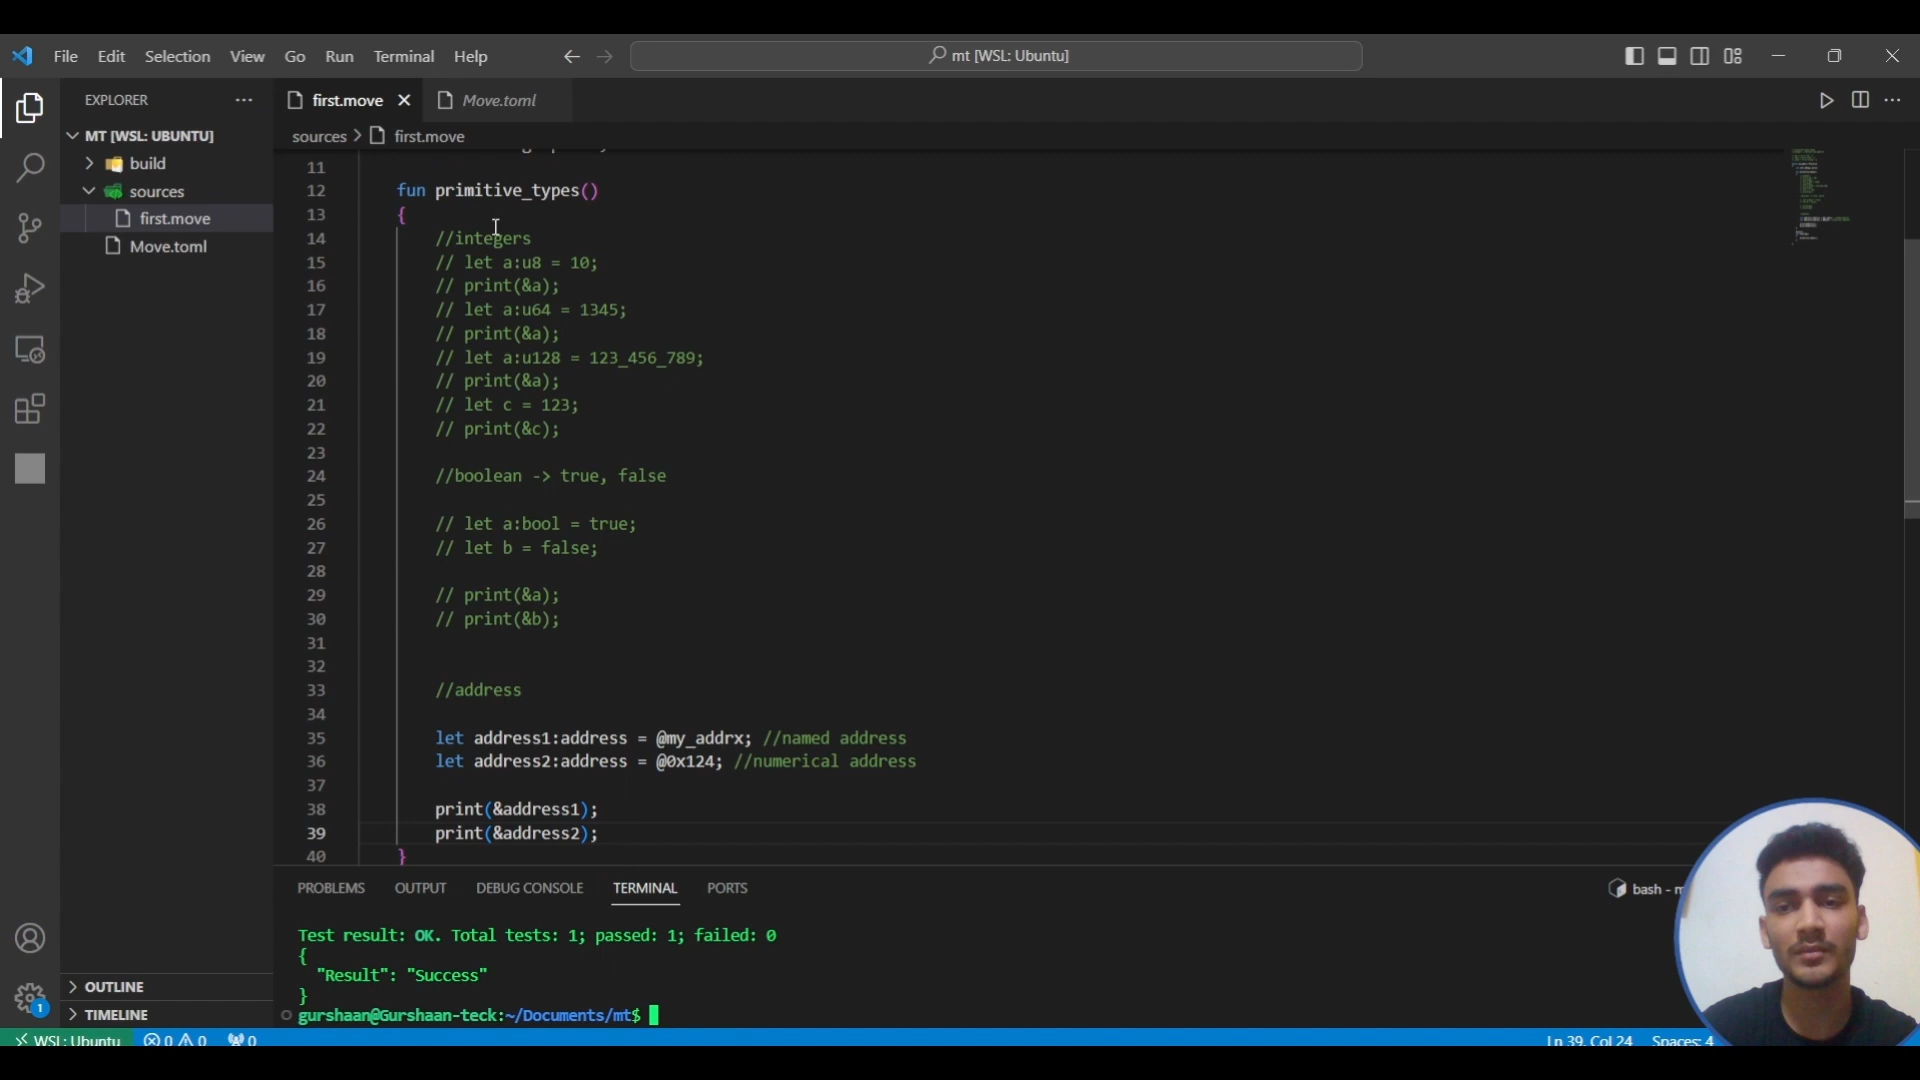 File Edit Selection View Go Run Terminal Help
mt [WSL: Ubuntu]
EXPLORER
MT [WSL: UBUNTU]
build
sources
first.move
Move.toml
OUTLINE
TIMELINE
first.move Move.toml
sources > first.move
11
12 fun primitive_types()
13 {
14 //integers
15 // let a:u8 = 10;
16 // print(&a);
17 // let a:u64 = 1345;
18 // print(&a);
19 // let a:u128 = 123_456_789;
20 // print(&a);
21 // let c = 123;
22 // print(&c);
23
24 //boolean -> true, false
25
26 // let a:bool = true;
27 // let b = false;
28
29 // print(&a);
30 // print(&b);
31
32
33 //address
34
35 let address1:address = @my_addrx; //named address
36 let address2:address = @0x124; //numerical address
37
38 print(&address1);
39 print(&address2);
40 }
PROBLEMS OUTPUT DEBUG CONSOLE TERMINAL PORTS
bash - m
Test result: OK. Total tests: 1; passed: 1; failed: 0
{
"Result": "Success"
}
gurshaan@Gurshaan-teck:~/Documents/mt$
1
WSL: Ubuntu 0 0 0 Ln 39, Col 24 Spaces: 4